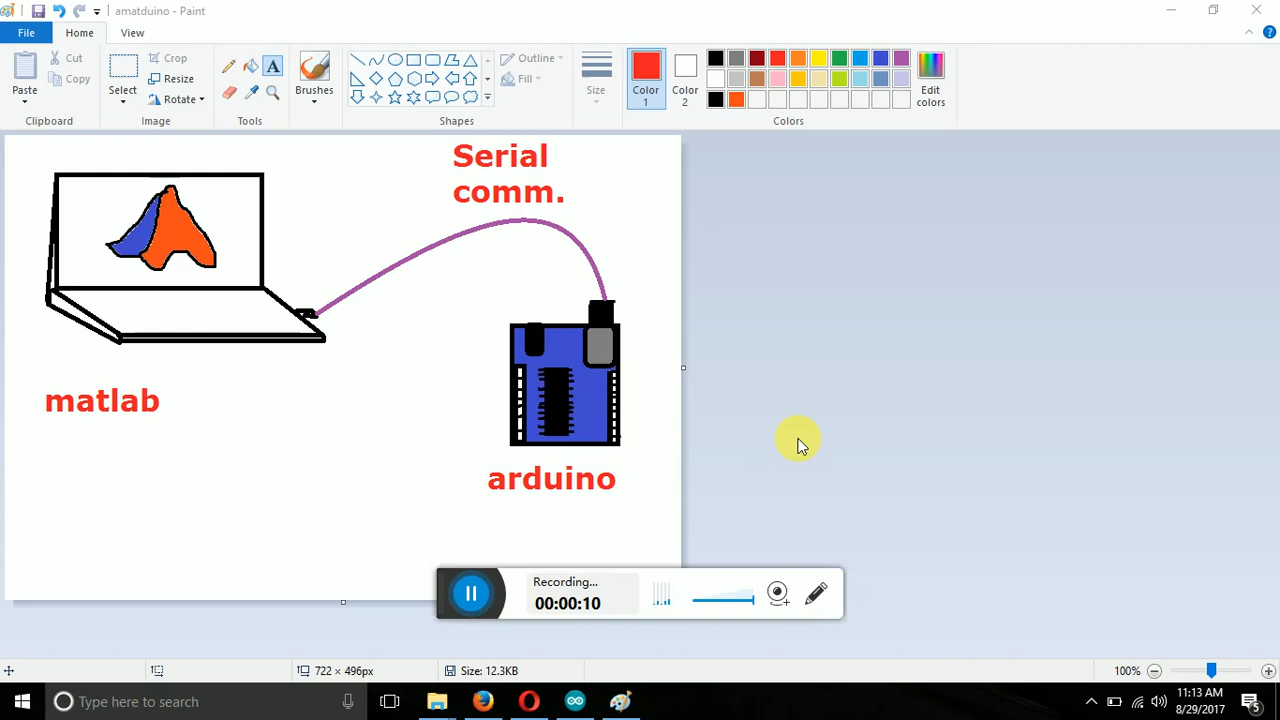 amatduino - Paint
File
Home
View
Paste
Cut
Copy
Clipboard
Select
Crop
Resize
Rotate
Image
A
Tools
Brushes
Shapes
Outline
Fill
Size
Color
1
Color
2
Edit
colors
Colors
Serial
comm.
matlab
arduino
Recording...
00:00:10
722 × 496px
Size: 12.3KB
100%
Type here to search
11:13 AM
8/29/2017
5